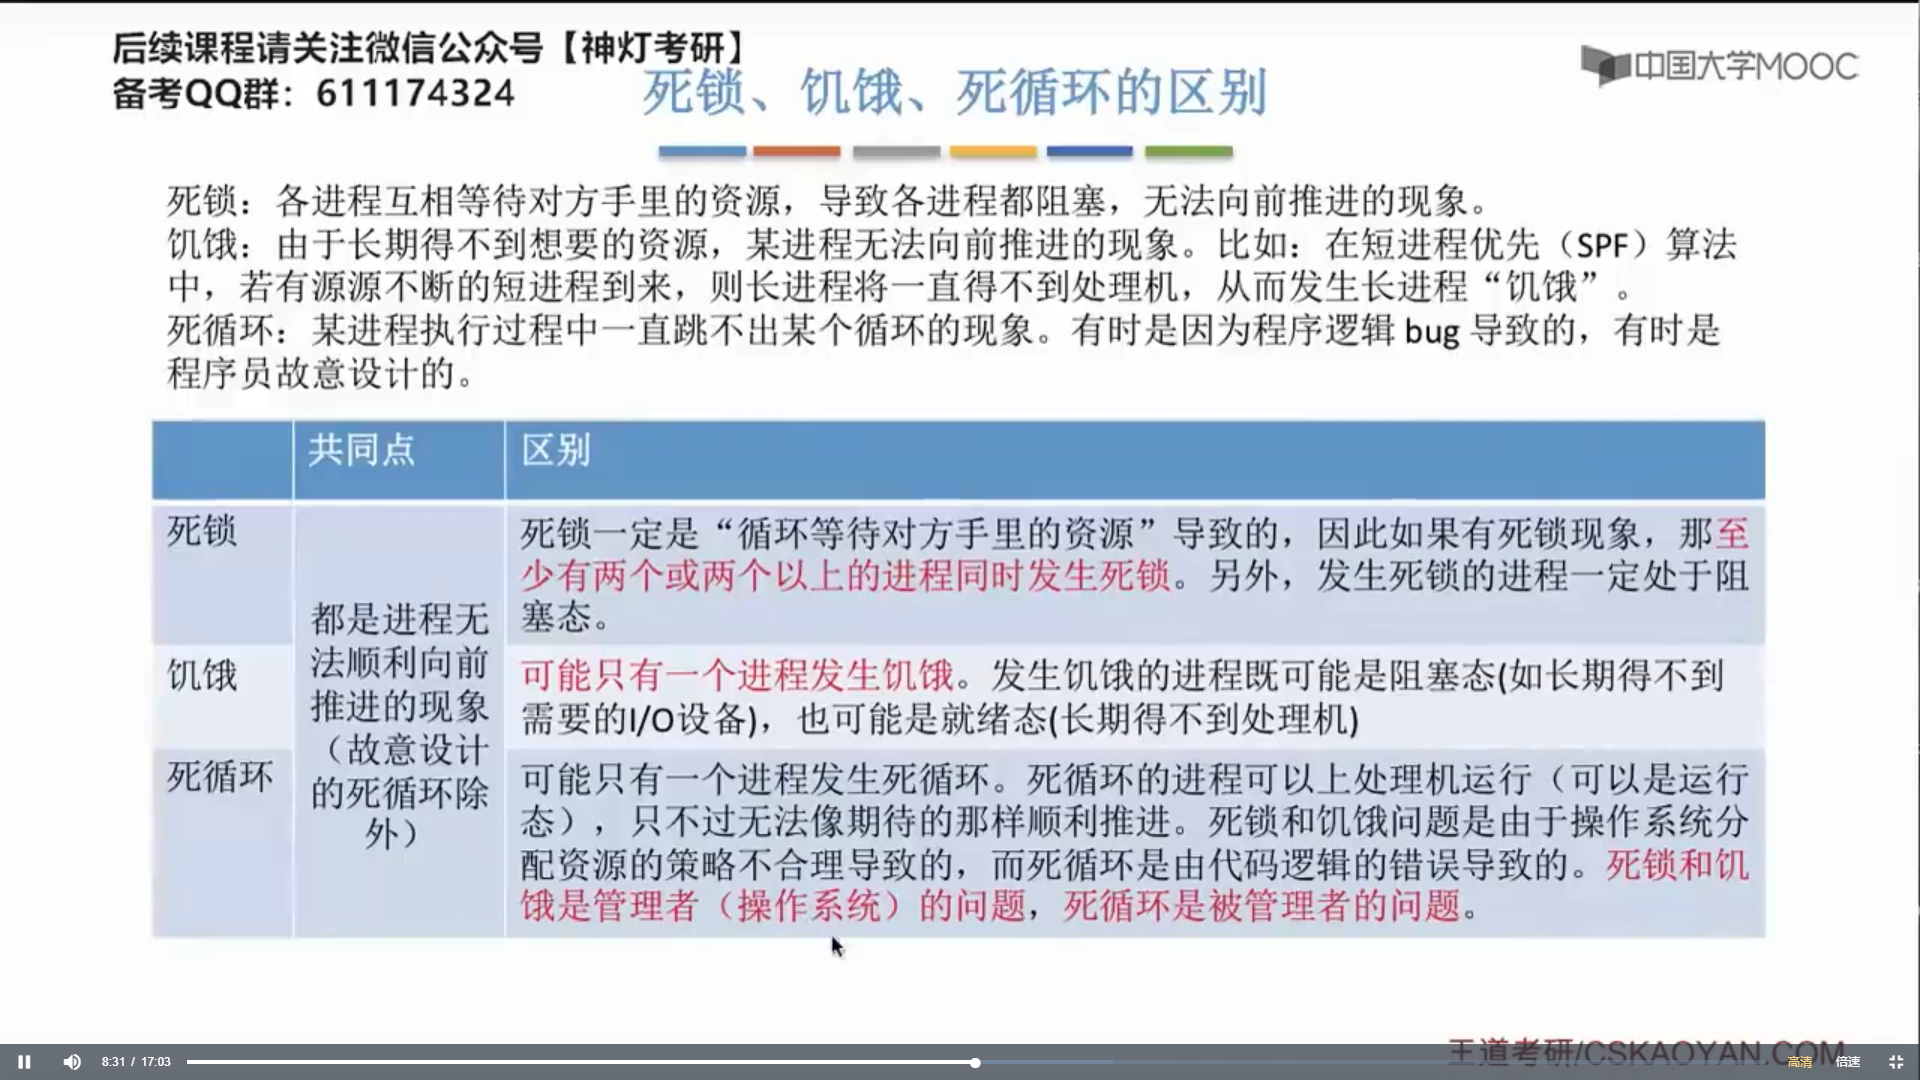 后续课程请关注微信公众号【神灯考研】
备考QQ群：611174324
中国大学MOOC
死锁、饥饿、死循环的区别
死锁：各进程互相等待对方手里的资源，导致各进程都阻塞，无法向前推进的现象。
饥饿：由于长期得不到想要的资源，某进程无法向前推进的现象。比如：在短进程优先（SPF）算法
中，若有源源不断的短进程到来，则长进程将一直得不到处理机，从而发生长进程“饥饿”。
死循环：某进程执行过程中一直跳不出某个循环的现象。有时是因为程序逻辑 bug 导致的，有时是
程序员故意设计的。
共同点
区别
死锁
都是进程无
法顺利向前
推进的现象
（故意设计
的死循环除
外）
死锁一定是“循环等待对方手里的资源”导致的，因此如果有死锁现象，那至
少有两个或两个以上的进程同时发生死锁。另外，发生死锁的进程一定处于阻
塞态。
饥饿
可能只有一个进程发生饥饿。发生饥饿的进程既可能是阻塞态(如长期得不到
需要的I/O设备)，也可能是就绪态(长期得不到处理机)
死循环
可能只有一个进程发生死循环。死循环的进程可以上处理机运行（可以是运行
态），只不过无法像期待的那样顺利推进。死锁和饥饿问题是由于操作系统分
配资源的策略不合理导致的，而死循环是由代码逻辑的错误导致的。死锁和饥
饿是管理者（操作系统）的问题，死循环是被管理者的问题。
王道考研/CSKAOYAN.COM
8:31 / 17:03
高清
倍速